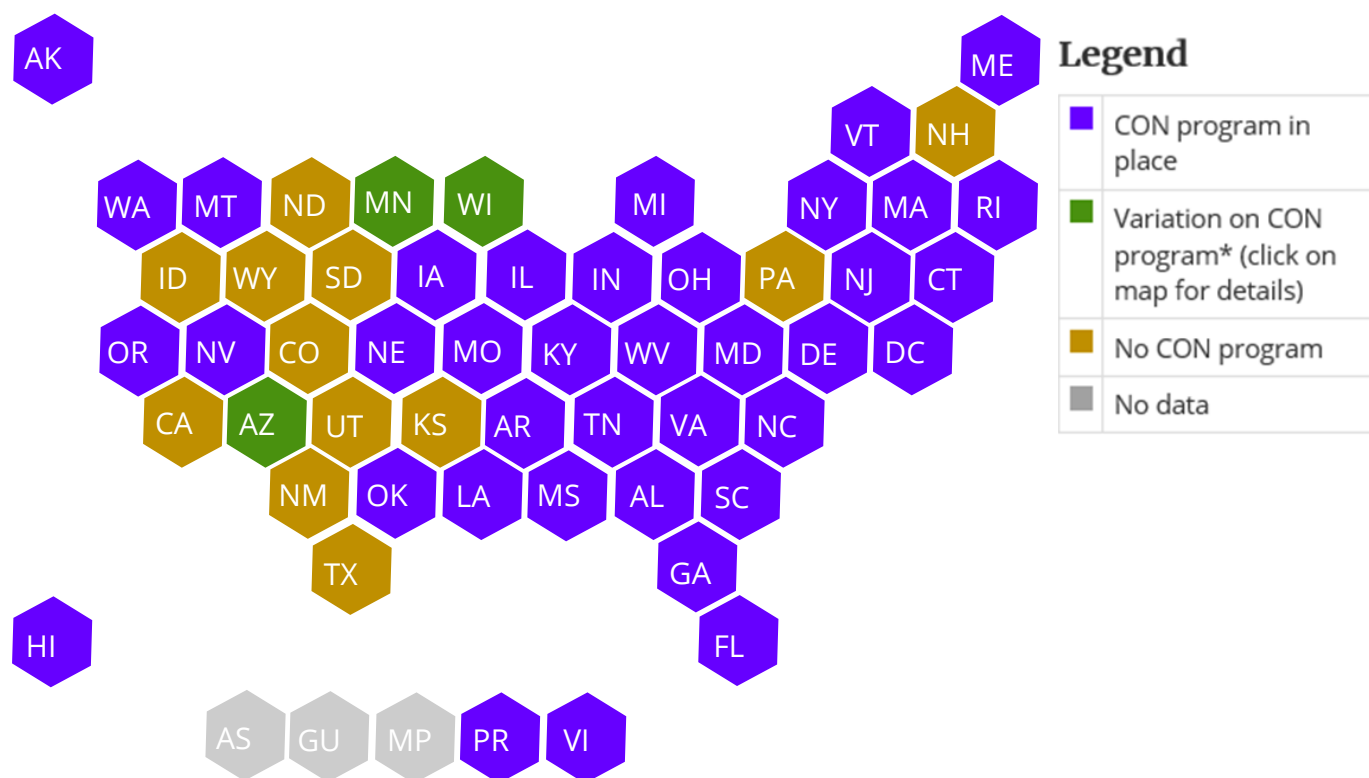 AK
ME
Legend
VT NH
CON program in
place
WA MT ND MN WI MI NY MA RI
Variation on CON
program* (click on
map for details)
ID WY SD IA IL IN OH PA NJ CT
OR NV CO NE MO KY WV MD DE DC
No CON program
No data
CA AZ UT KS AR TN VA NC
NM OK LA MS AL SC
TX GA
HI FL
AS GU MP PR VI